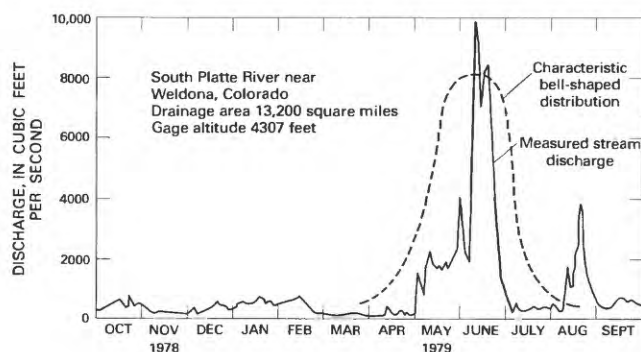 10,000
8000
6000
4000
2000
0
DISCHARGE, IN CUBIC FEET
PER SECOND
South Platte River near
Weldona, Colorado
Drainage area 13,200 square miles
Gage altitude 4307 feet
Characteristic
bell-shaped
distribution
Measured stream
discharge
OCT NOV DEC JAN FEB MAR APR MAY JUNE JULY AUG SEPT
1978 1979